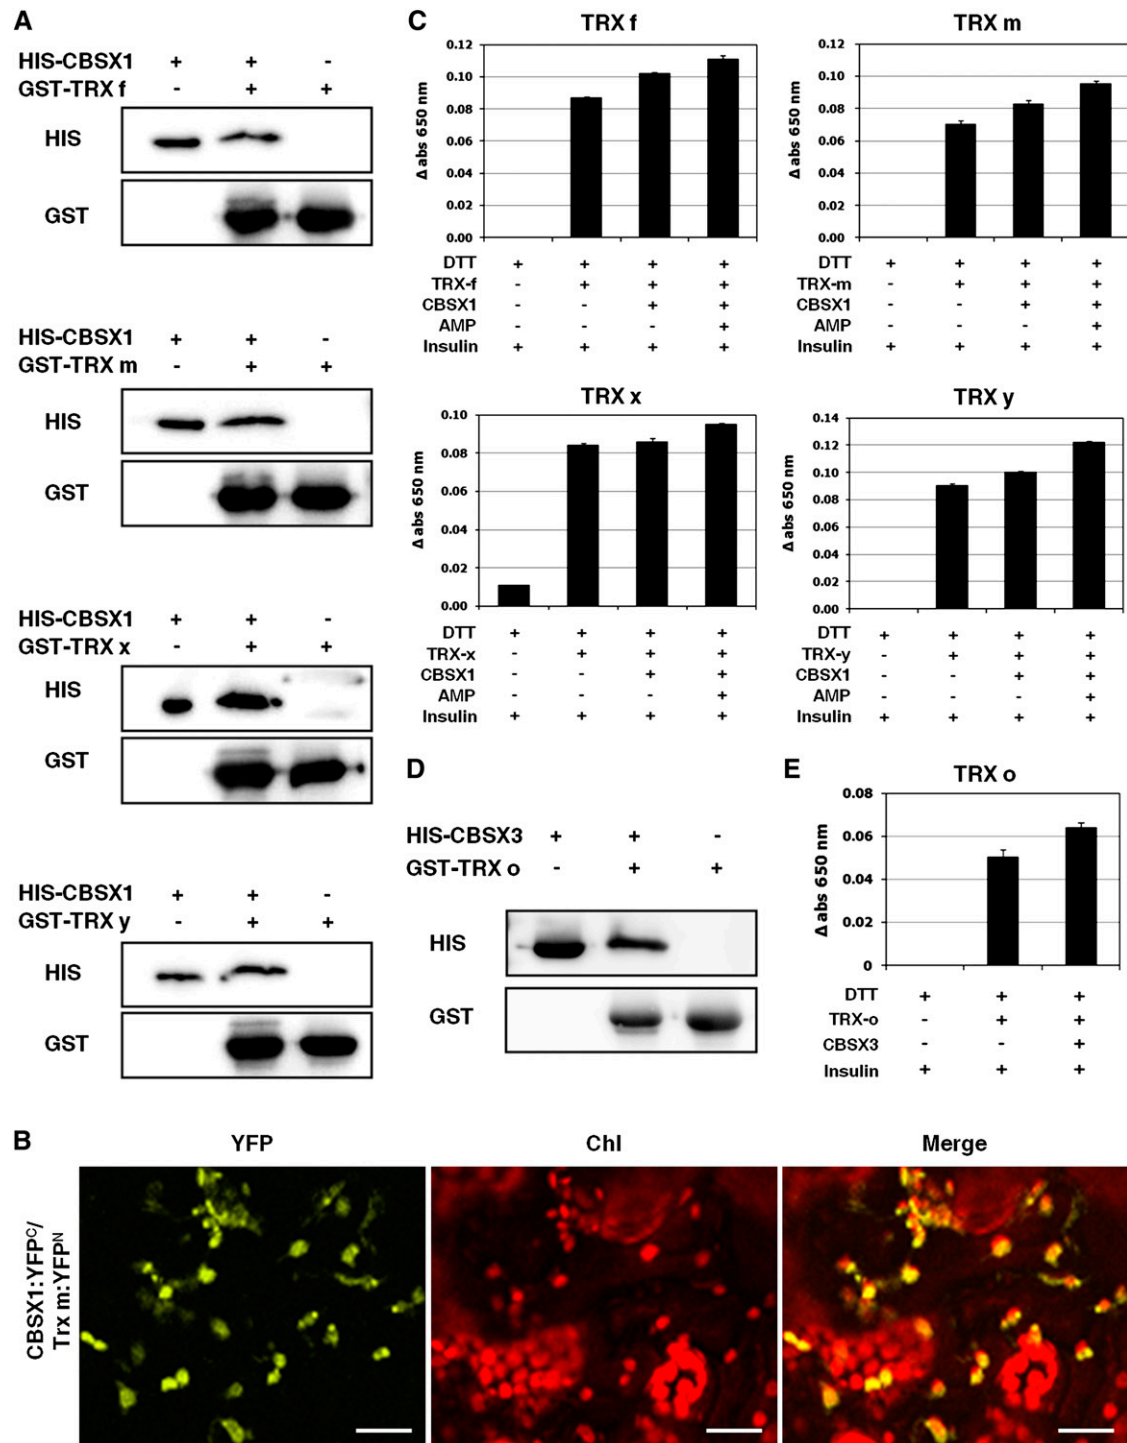 A
HIS-CBSX1 + + -
GST-TRX f - + +
HIS
GST
HIS-CBSX1 + + -
GST-TRX m - + +
HIS
GST
HIS-CBSX1 + + -
GST-TRX x - + +
HIS
GST
HIS-CBSX1 + + -
GST-TRX y - + +
HIS
GST
C
TRX f
Δ abs 650 nm
0.12
0.10
0.08
0.06
0.04
0.02
0.00
DTT + + + +
TRX-f - + + +
CBSX1 - - + +
AMP - - - +
Insulin + + + +
TRX m
Δ abs 650 nm
0.12
0.10
0.08
0.06
0.04
0.02
0.00
DTT + + + +
TRX-m - + + +
CBSX1 - - + +
AMP - - - +
Insulin + + + +
TRX x
Δ abs 650 nm
0.10
0.08
0.06
0.04
0.02
0.00
DTT + + + +
TRX-x - + + +
CBSX1 - - + +
AMP - - - +
Insulin + + + +
TRX y
Δ abs 650 nm
0.14
0.12
0.10
0.08
0.06
0.04
0.02
0.00
DTT + + + +
TRX-y - + + +
CBSX1 - - + +
AMP - - - +
Insulin + + + +
D
HIS-CBSX3 + + -
GST-TRX o - + +
HIS
GST
E
TRX o
Δ abs 650 nm
0.08
0.06
0.04
0.02
0
DTT + + +
TRX-o - + +
CBSX3 - - +
Insulin + + +
B
YFP Chl Merge
CBSX1:YFPᶜ/
Trx m:YFPᴺ